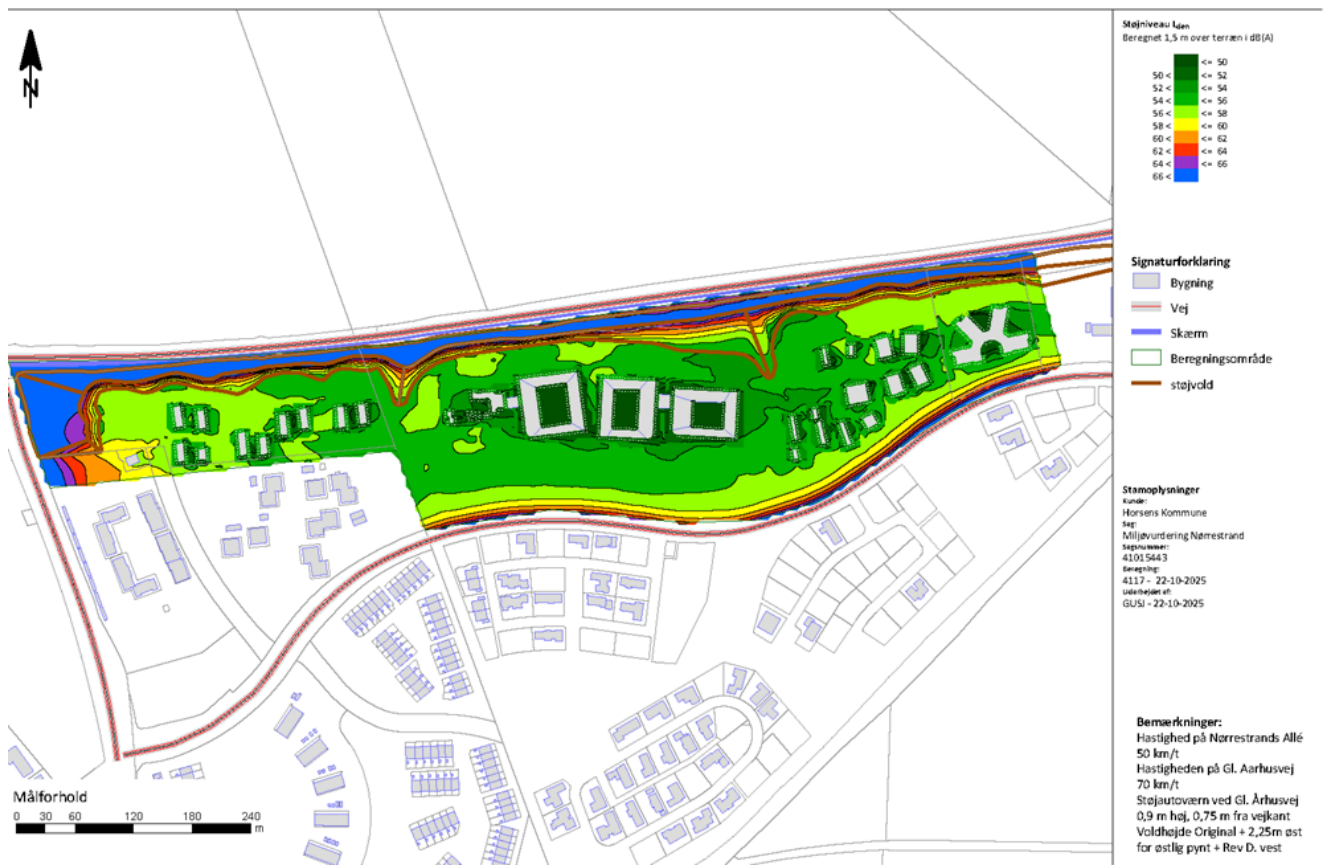 N
Støjniveau Lden
Beregnet 1,5 m over terræn i dB(A)
<= 50
50 < <= 52
52 < <= 54
54 < <= 56
56 < <= 58
58 < <= 60
60 < <= 62
62 < <= 64
64 < <= 66
66 <
Signaturforklaring
Bygning
Vej
Skærm
Beregningsområde
støjvold
Stamoplysninger
Kunde:
Horsens Kommune
Sag:
Miljøvurdering Nørrestrand
Sagsnummer:
41015443
Beregning:
4117 - 22-10-2025
Udarbejdet af:
GUSJ - 22-10-2025
Bemærkninger:
Hastighed på Nørrestrands Allé
50 km/t
Hastigheden på Gl. Aarhusvej
70 km/t
Støjautoværn ved Gl. Århusvej
0,9 m høj, 0,75 m fra vejkant
Voldhøjde Original + 2,25m øst
for østlig pynt + Rev D. vest
Målforhold
0 30 60 120 180 240
m